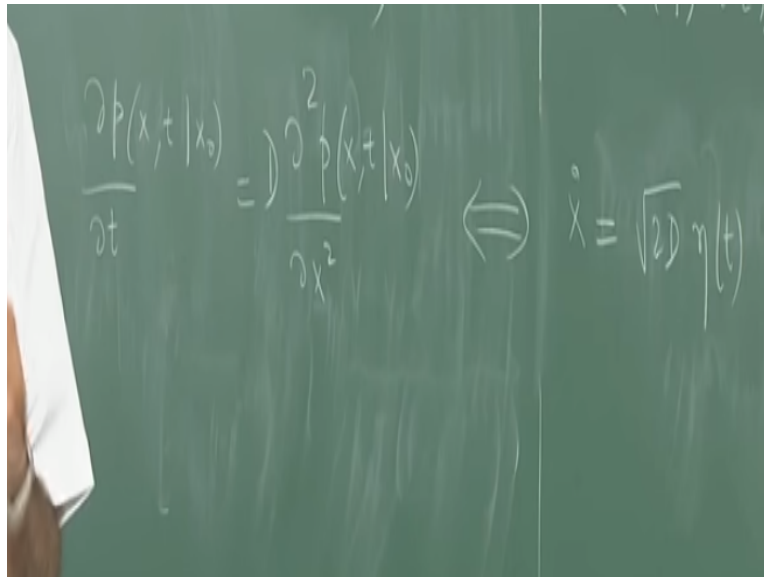 ∂p(x,t|x₀)/∂t = D ∂²p(x,t|x₀)/∂x² ⟺ ẋ = √2D η(t)